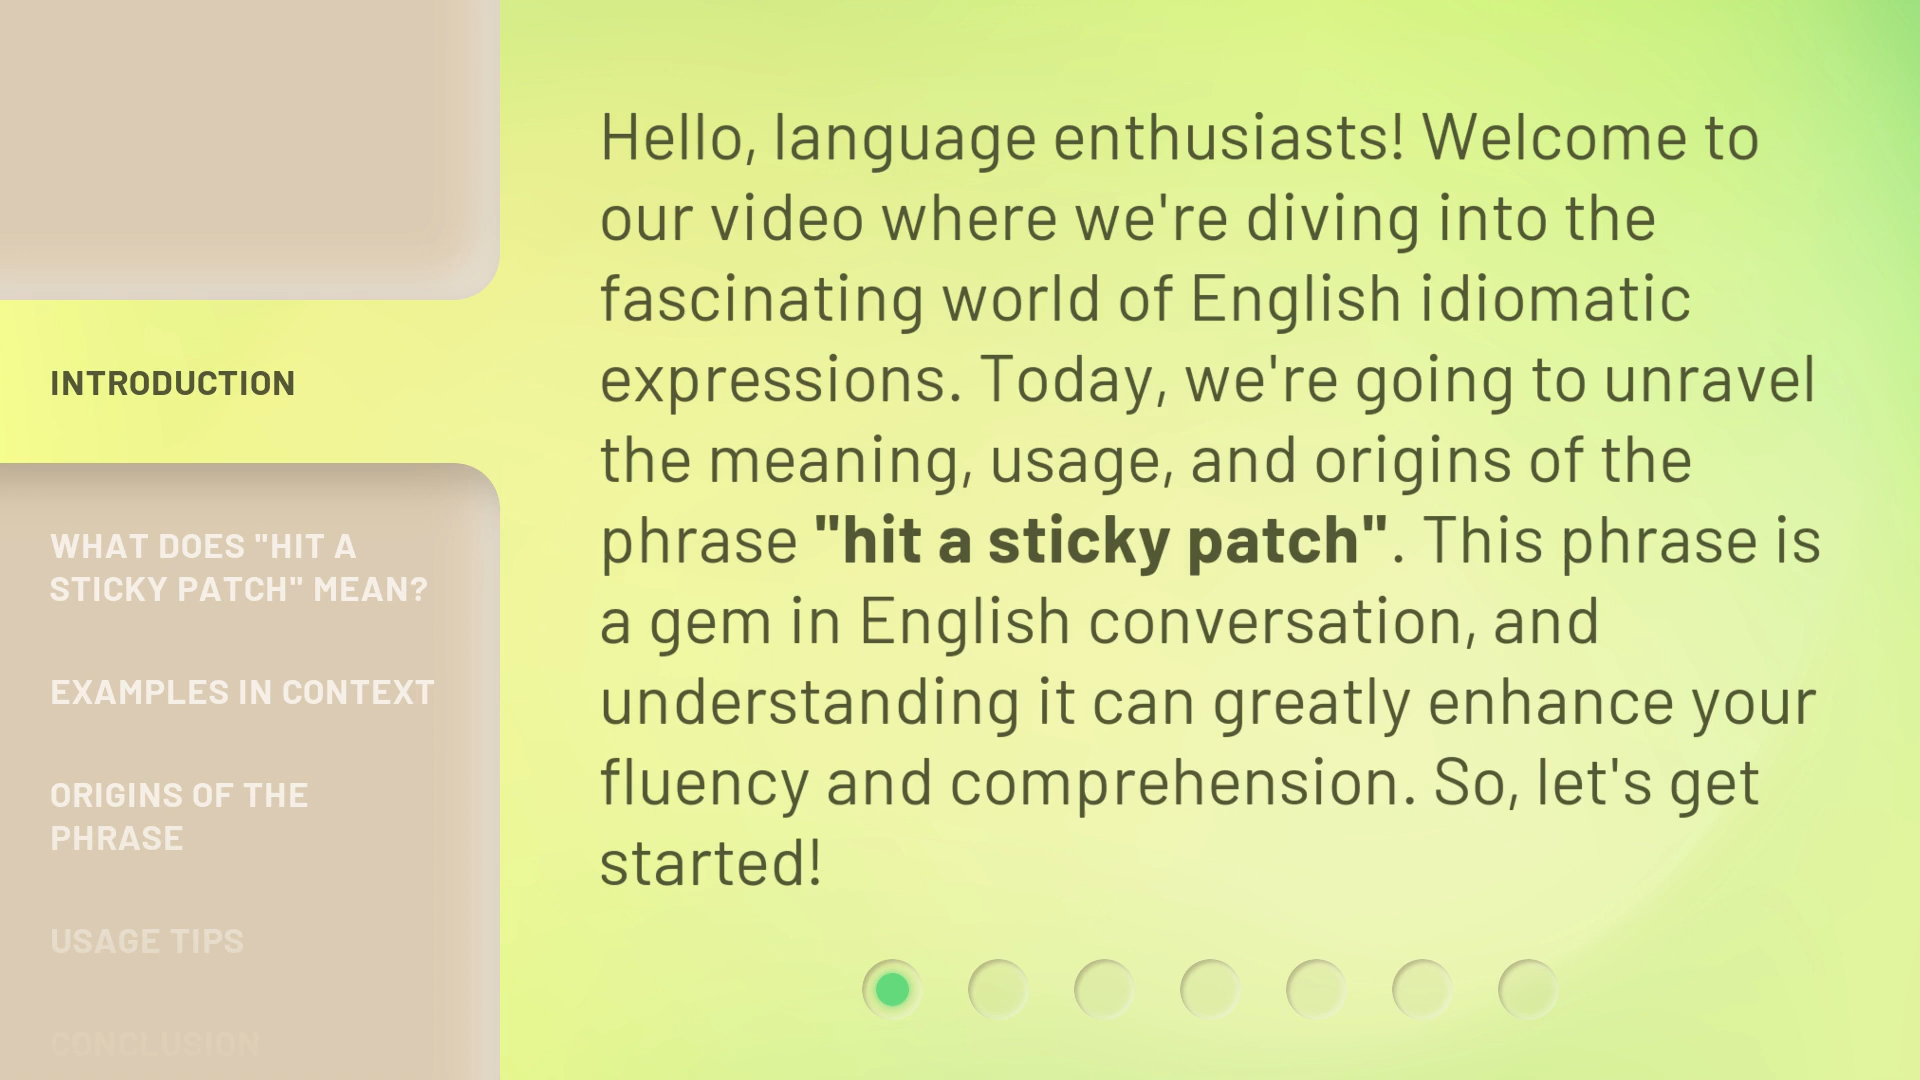 INTRODUCTION
WHAT DOES "HIT A
STICKY PATCH" MEAN?
EXAMPLES IN CONTEXT
ORIGINS OF THE
PHRASE
USAGE TIPS
CONCLUSION
Hello, language enthusiasts! Welcome to
our video where we're diving into the
fascinating world of English idiomatic
expressions. Today, we're going to unravel
the meaning, usage, and origins of the
phrase "hit a sticky patch". This phrase is
a gem in English conversation, and
understanding it can greatly enhance your
fluency and comprehension. So, let's get
started!